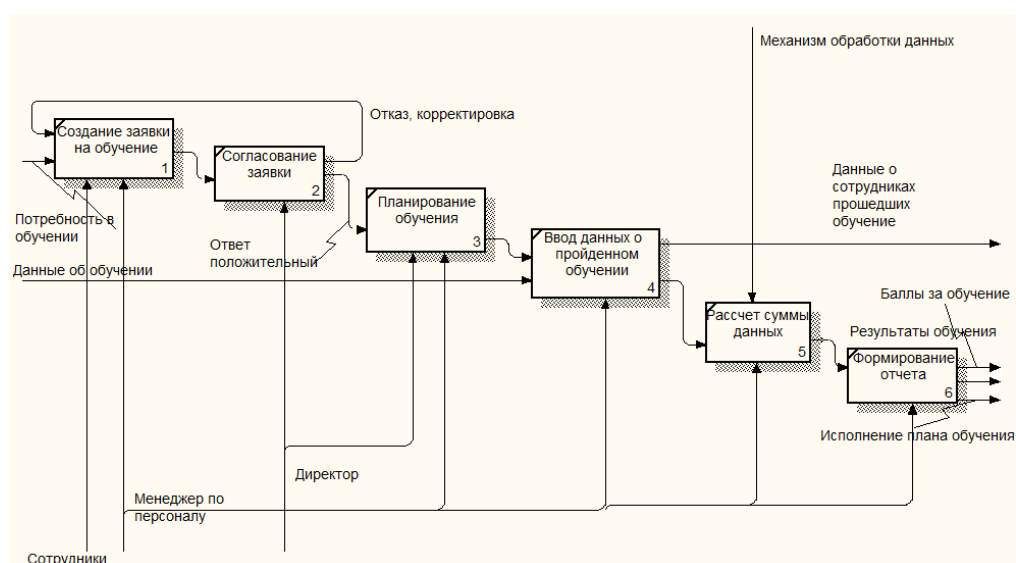 Механизм обработки данных
Отказ, корректировка
Создание заявки
на обучение
1
Согласование
заявки
2
Данные о
сотрудниках
прошедших
обучение
Планирование
обучения
3
Потребность в
обучении
Ответ
положительный
Ввод данных о
пройденном
обучении
4
Данные об обучении
Баллы за обучение
Рассчет суммы
данных
5
Результаты обучения
Формирование
отчета
6
Исполнение плана обучения
Директор
Менеджер по
персоналу
Сотрудники